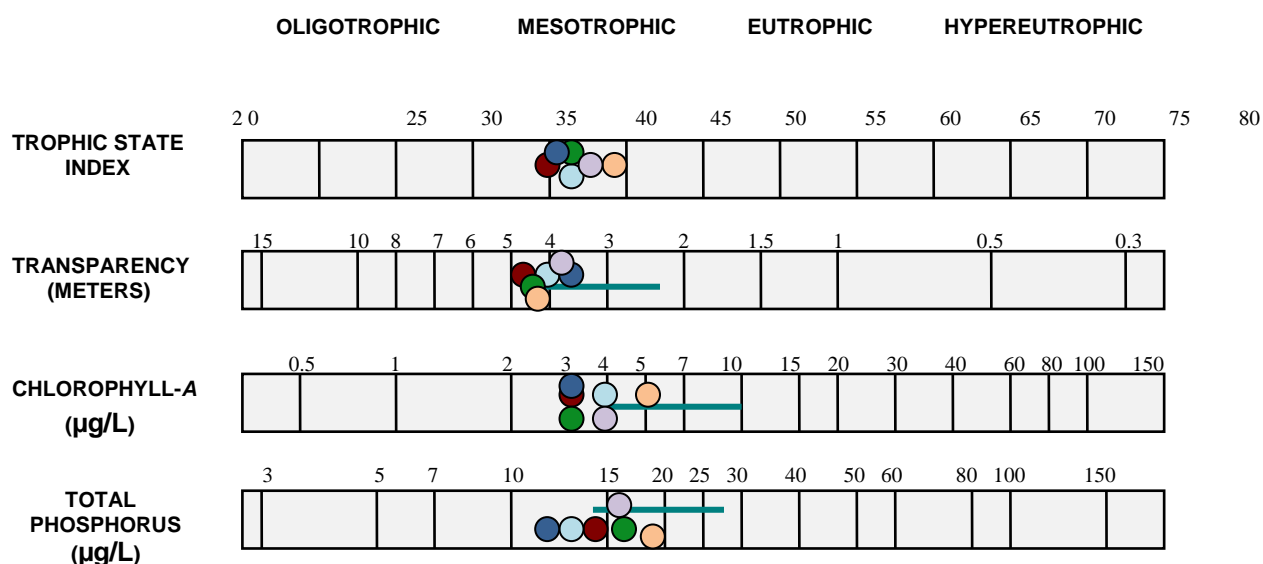 OLIGOTROPHIC MESOTROPHIC EUTROPHIC HYPEREUTROPHIC
2 0 25 30 35 40 45 50 55 60 65 70 75 80
TROPHIC STATE
INDEX
15 10 8 7 6 5 4 3 2 1.5 1 0.5 0.3
TRANSPARENCY
(METERS)
0.5 1 2 3 4 5 7 10 15 20 30 40 60 80 100 150
CHLOROPHYLL-A
(µg/L)
3 5 7 10 15 20 25 30 40 50 60 80 100 150
TOTAL
PHOSPHORUS
(µg/L)